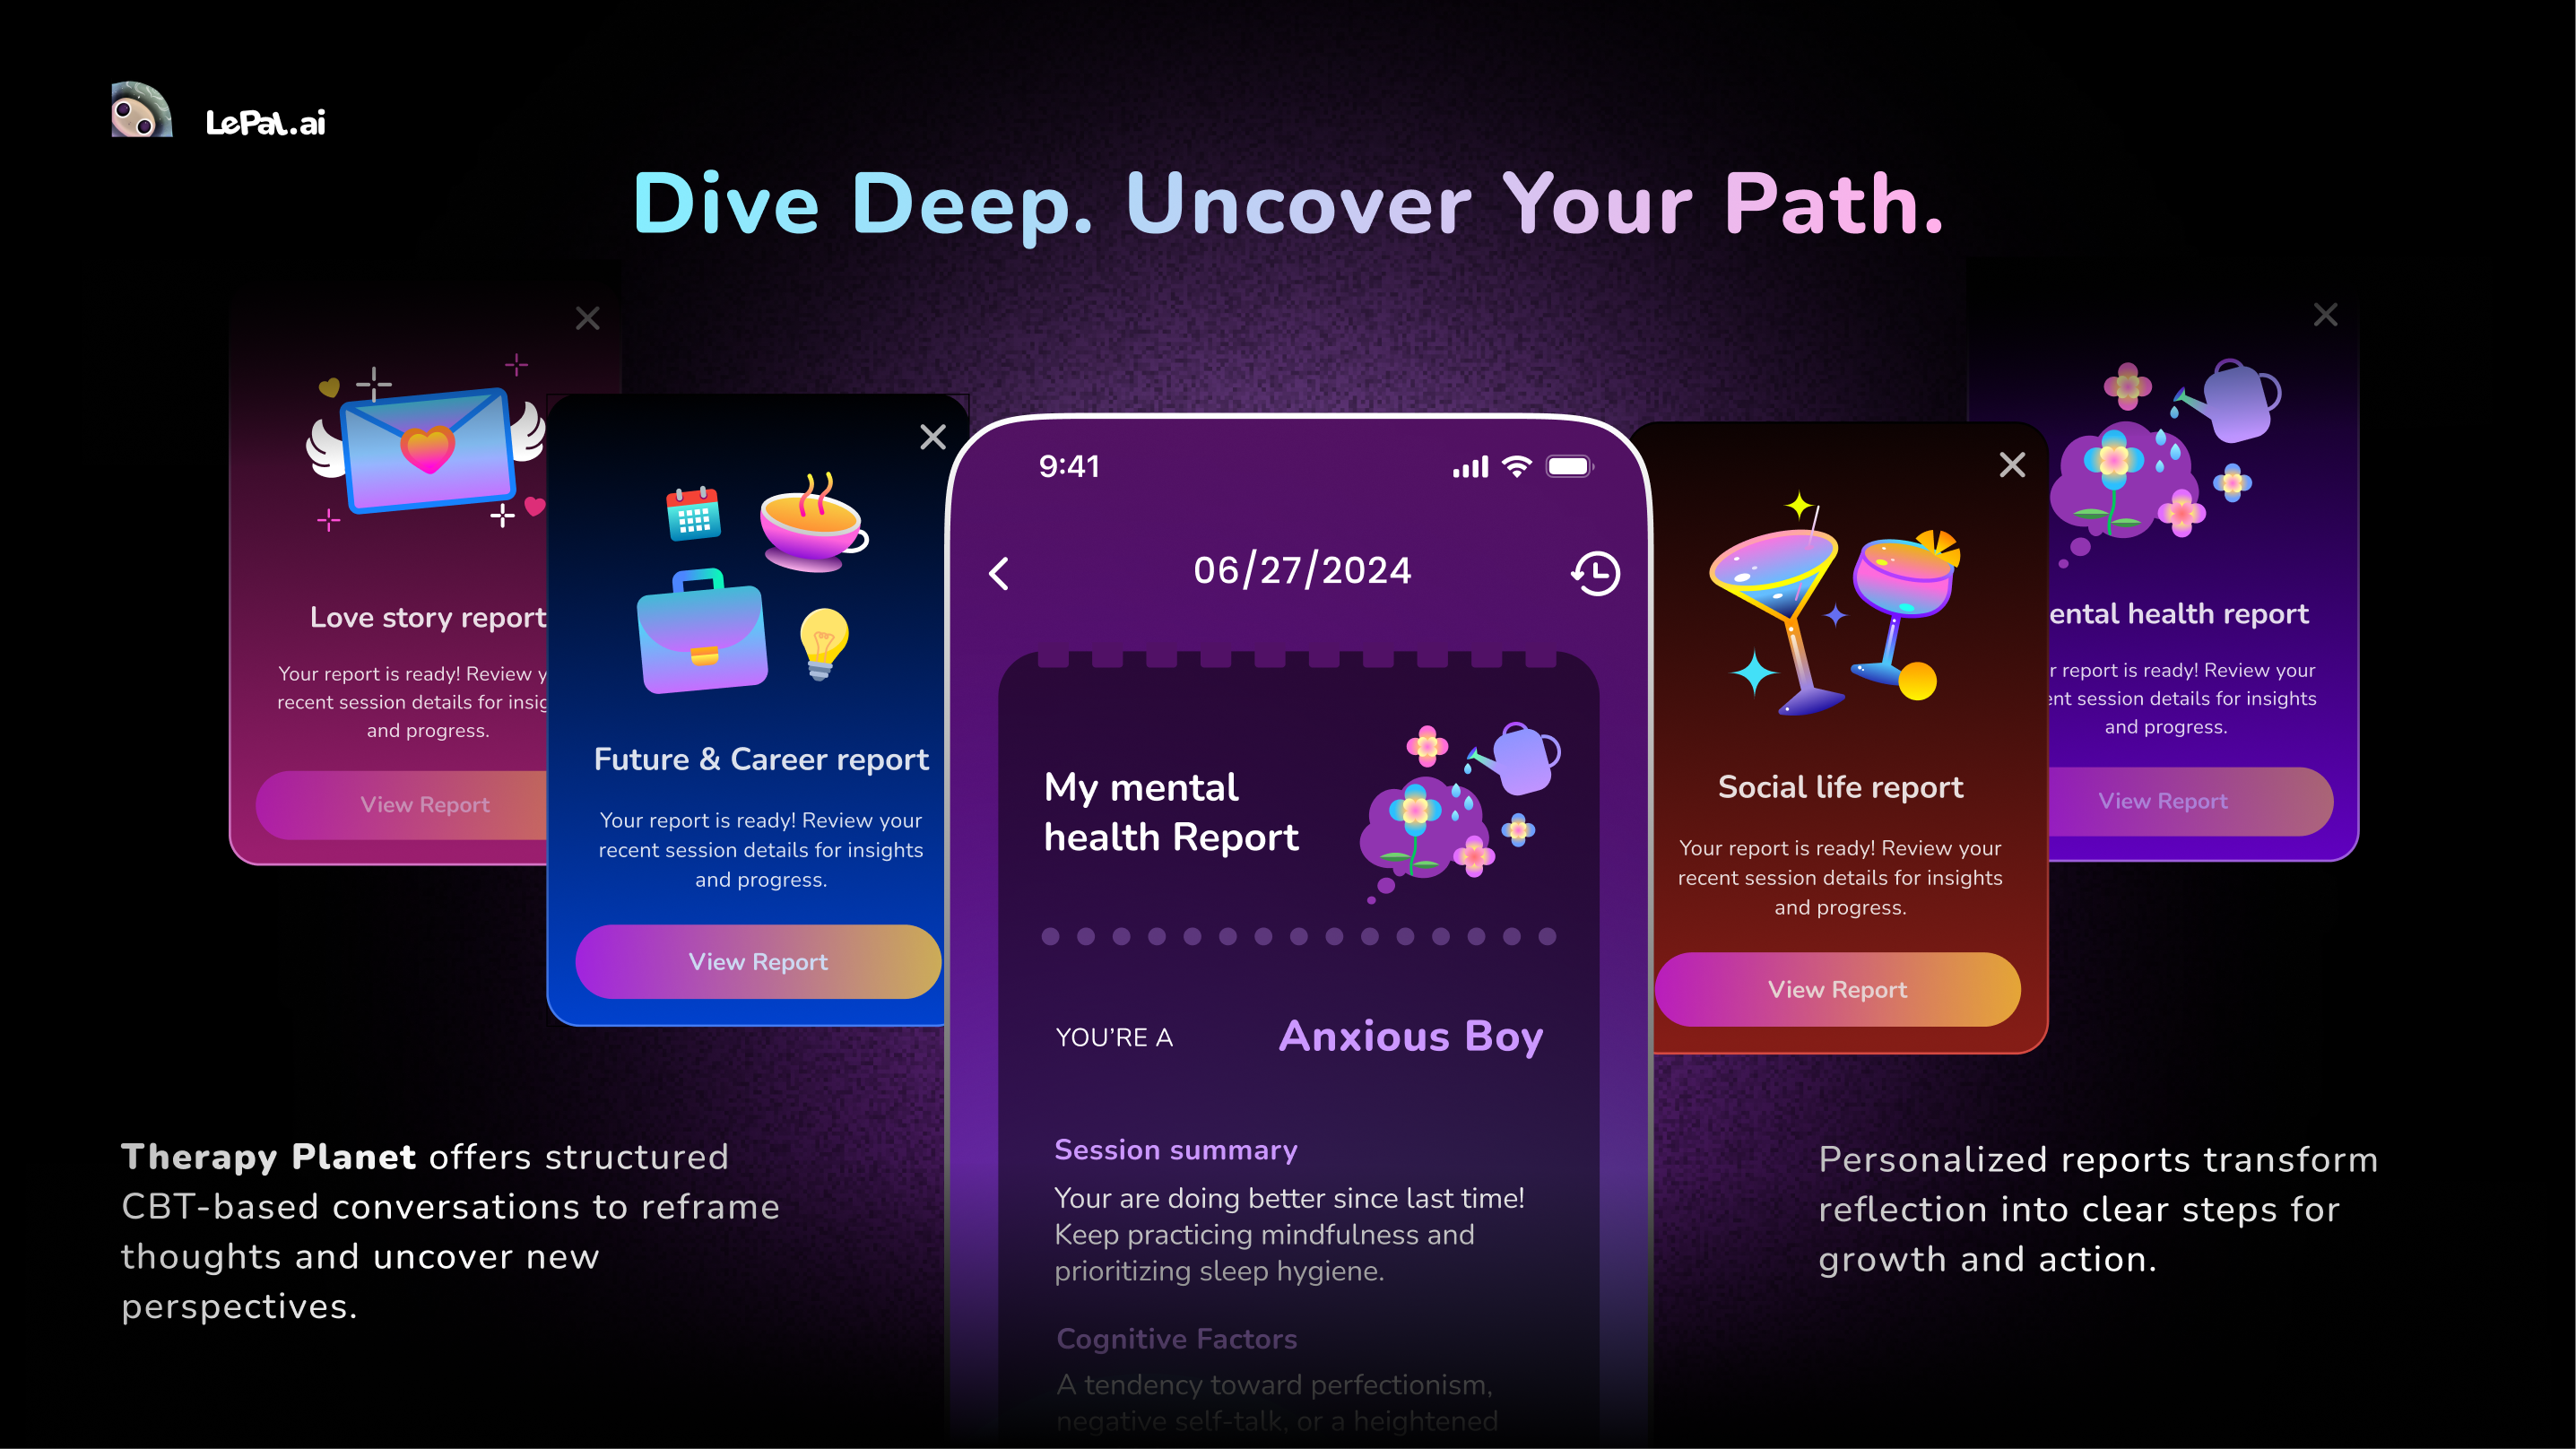 LePal.ai
Dive Deep. Uncover Your Path.
Love story report
Your report is ready! Review y
recent session details for insig
and progress.
View Report
Future & Career report
Your report is ready! Review your
recent session details for insights
and progress.
View Report
9:41
06/27/2024
My mental
health Report
YOU'RE A
Anxious Boy
Session summary
Your are doing better since last time!
Keep practicing mindfulness and
prioritizing sleep hygiene.
Cognitive Factors
A tendency toward perfectionism,
negative self-talk, or a heightened
Social life report
Your report is ready! Review your
recent session details for insights
and progress.
View Report
ental health report
r report is ready! Review your
ent session details for insights
and progress.
View Report
Therapy Planet offers structured
CBT-based conversations to reframe
thoughts and uncover new
perspectives.
Personalized reports transform
reflection into clear steps for
growth and action.